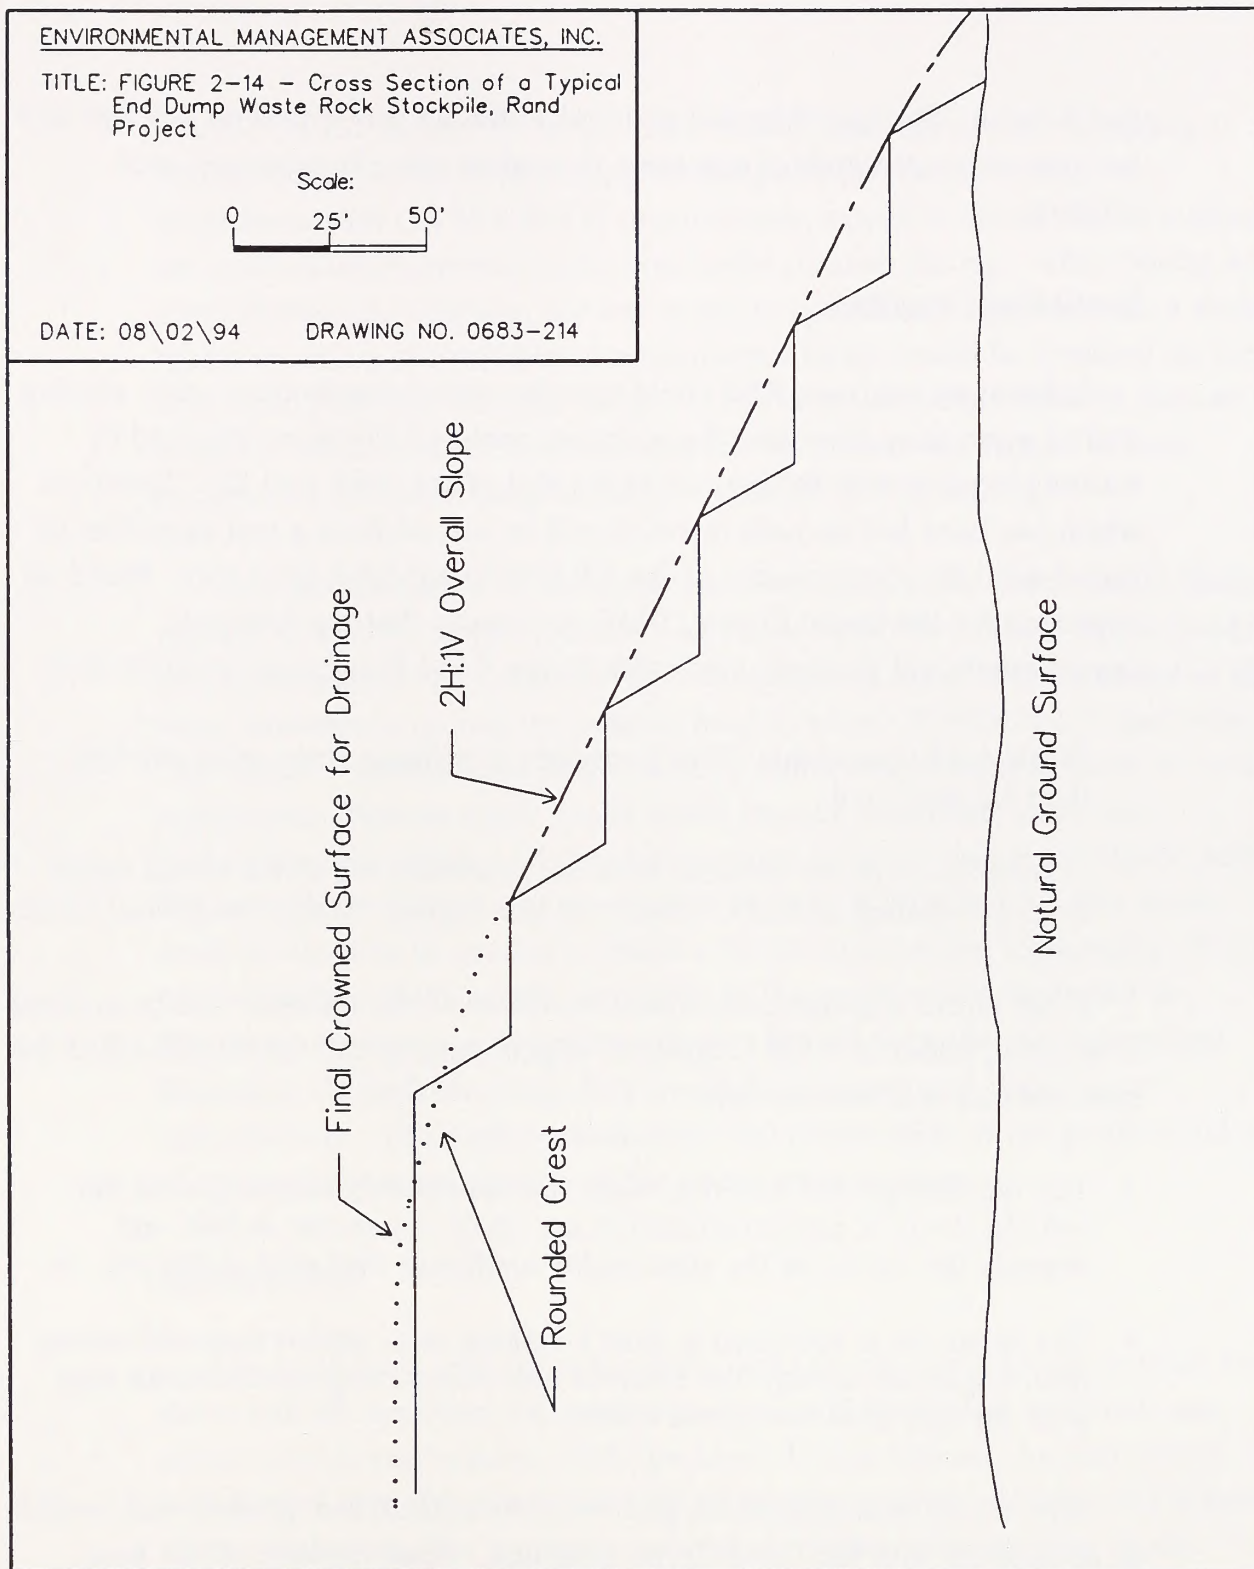 ENVIRONMENTAL MANAGEMENT ASSOCIATES, INC.
TITLE: FIGURE 2-14 - Cross Section of a Typical
End Dump Waste Rock Stockpile, Rand
Project
Scale:
0 25' 50'
DATE: 08\02\94 DRAWING NO. 0683-214
Final Crowned Surface for Drainage
2H:1V Overall Slope
Rounded Crest
Natural Ground Surface